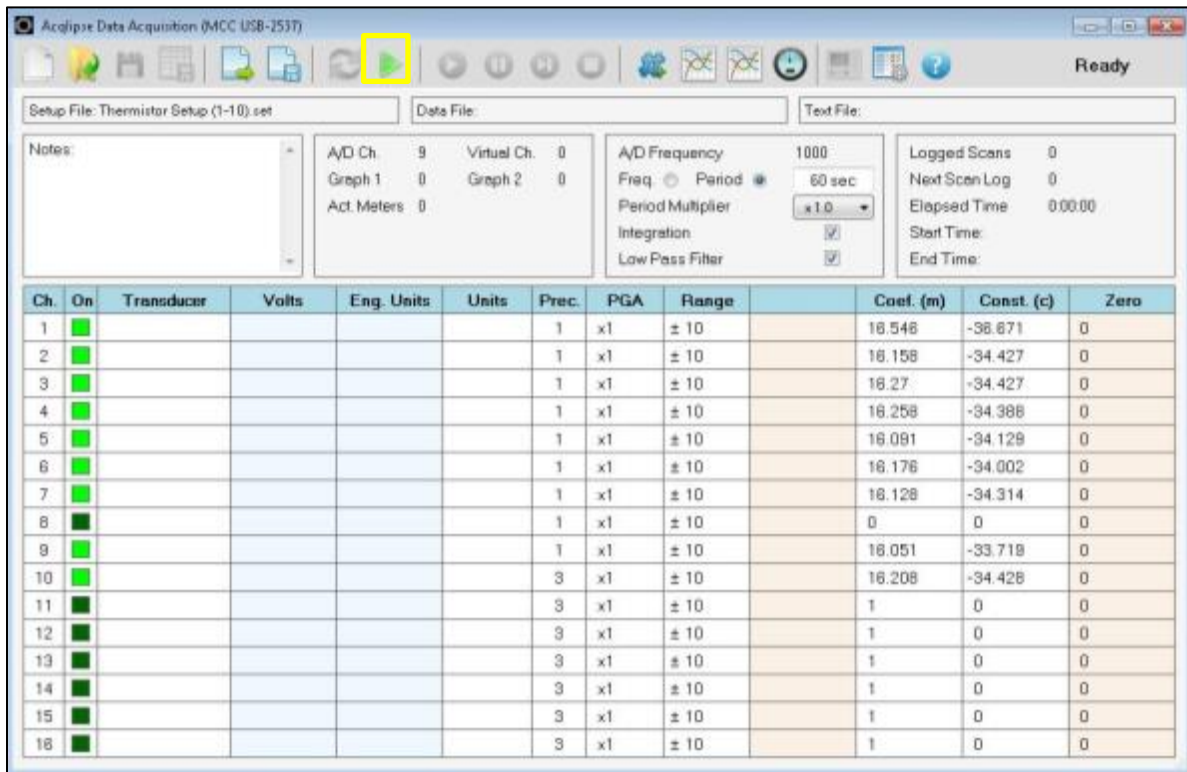 Acqlipse Data Acquisition (MCC USB-2537)
Ready
Setup File: Thermistor Setup (1-10).set Data File: Text File:
Notes: A/D Ch. 9 Virtual Ch. 0 A/D Frequency 1000 Logged Scans 0
Graph 1 0 Graph 2 0 Freq Period 60 sec Next Scan Log 0
Act. Meters 0 Period Multiplier x 1.0 Elapsed Time 0:00:00
Integration Start Time:
Low Pass Filter End Time:
Ch. On Transducer Volts Eng. Units Units Prec. PGA Range Coef. (m) Const. (c) Zero
1 1 x1 ± 10 16.546 -36.671 0
2 1 x1 ± 10 16.158 -34.427 0
3 1 x1 ± 10 16.27 -34.427 0
4 1 x1 ± 10 16.258 -34.388 0
5 1 x1 ± 10 16.091 -34.129 0
6 1 x1 ± 10 16.176 -34.002 0
7 1 x1 ± 10 16.128 -34.314 0
8 1 x1 ± 10 0 0 0
9 1 x1 ± 10 16.051 -33.719 0
10 3 x1 ± 10 16.208 -34.428 0
11 3 x1 ± 10 1 0 0
12 3 x1 ± 10 1 0 0
13 3 x1 ± 10 1 0 0
14 3 x1 ± 10 1 0 0
15 3 x1 ± 10 1 0 0
16 3 x1 ± 10 1 0 0